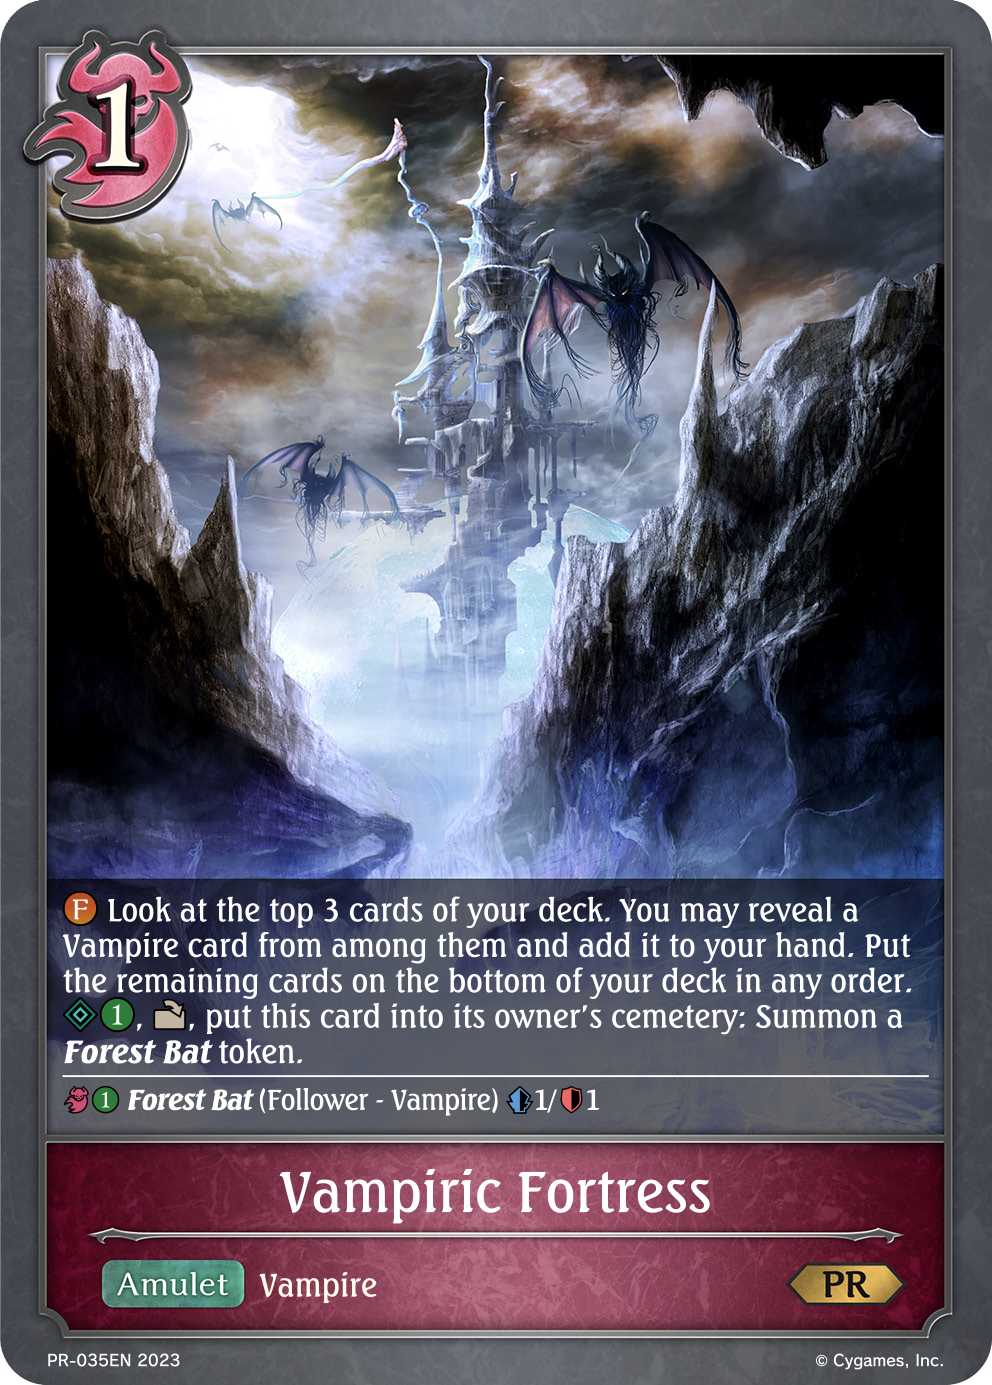 1
F Look at the top 3 cards of your deck. You may reveal a
Vampire card from among them and add it to your hand. Put
the remaining cards on the bottom of your deck in any order.
1, , put this card into its owner's cemetery: Summon a
Forest Bat token.
1 Forest Bat (Follower - Vampire) 1/1
Vampiric Fortress
Amulet Vampire PR
PR-035EN 2023 © Cygames, Inc.